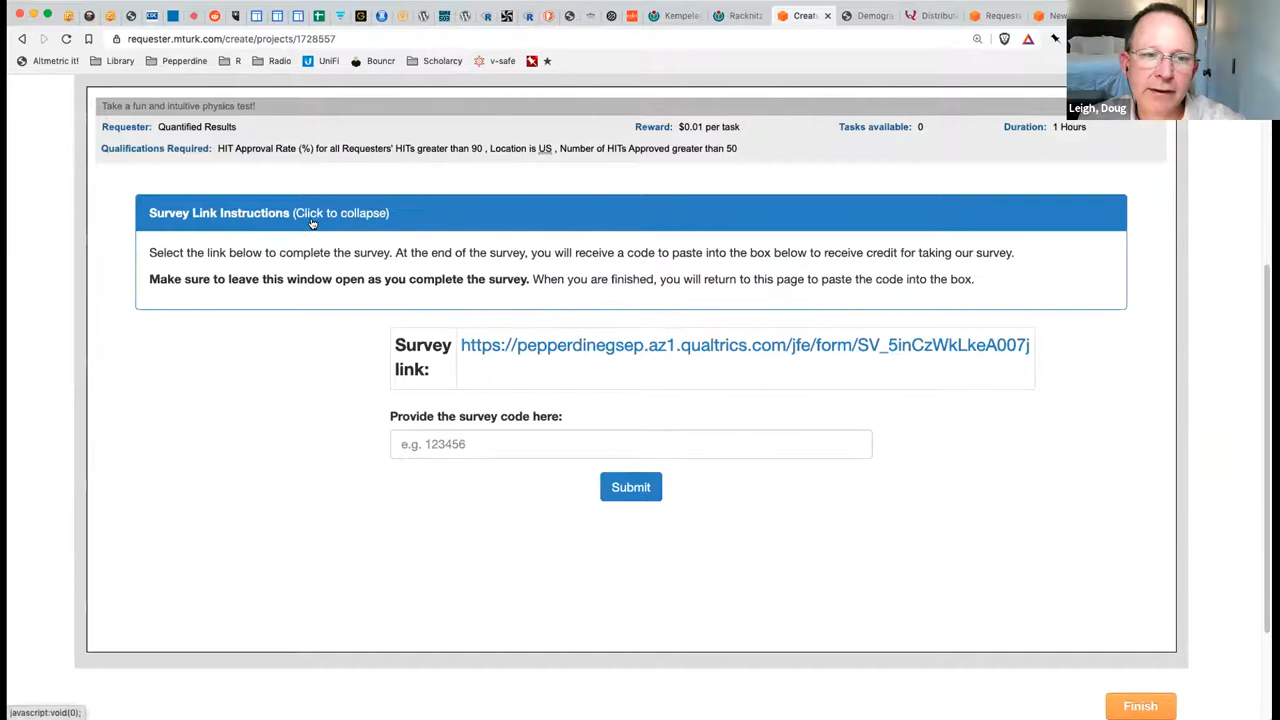 Kempele
Racknitz
Creat
Demogra
Distribut
Requeste
New
requester.mturk.com/create/projects/1728557
Altmetric it! Library Pepperdine R Radio UniFi Bouncr Scholarcy v-safe
Leigh, Doug
Take a fun and intuitive physics test!
Requester: Quantified Results Reward: $0.01 per task Tasks available: 0 Duration: 1 Hours
Qualifications Required: HIT Approval Rate (%) for all Requesters' HITs greater than 90 , Location is US , Number of HITs Approved greater than 50
Survey Link Instructions (Click to collapse)
Select the link below to complete the survey. At the end of the survey, you will receive a code to paste into the box below to receive credit for taking our survey.
Make sure to leave this window open as you complete the survey. When you are finished, you will return to this page to paste the code into the box.
Survey https://pepperdinegsep.az1.qualtrics.com/jfe/form/SV_5inCzWkLkeA007j
link:
Provide the survey code here:
e.g. 123456
Submit
Finish
javascript:void(0);